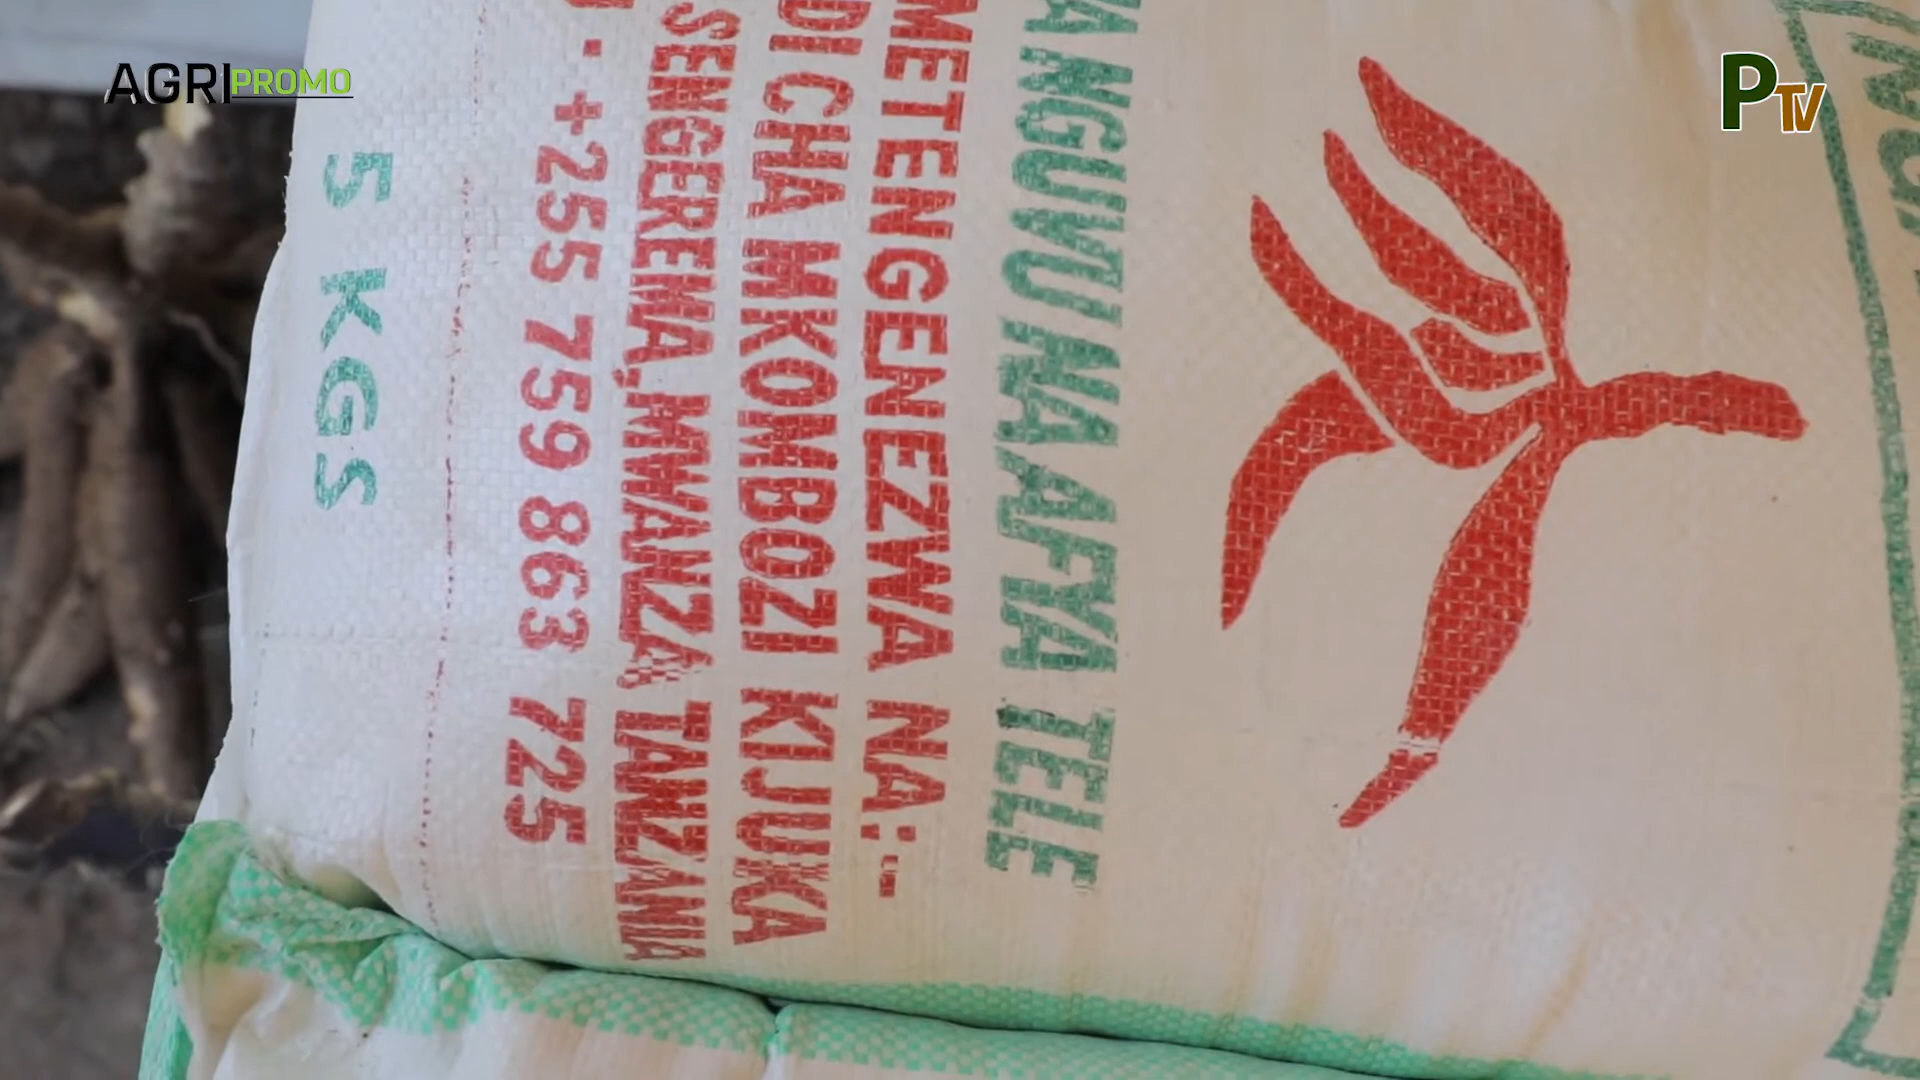 AGRIPROMO
PTV
NGUVU NA AFYA TELE
METENGENEZWA NA:-
CHA MKOMBOZI KIJUKA
SENGEREMA, MWANZA TANZANIA
+255 759 863 725
5 KGS